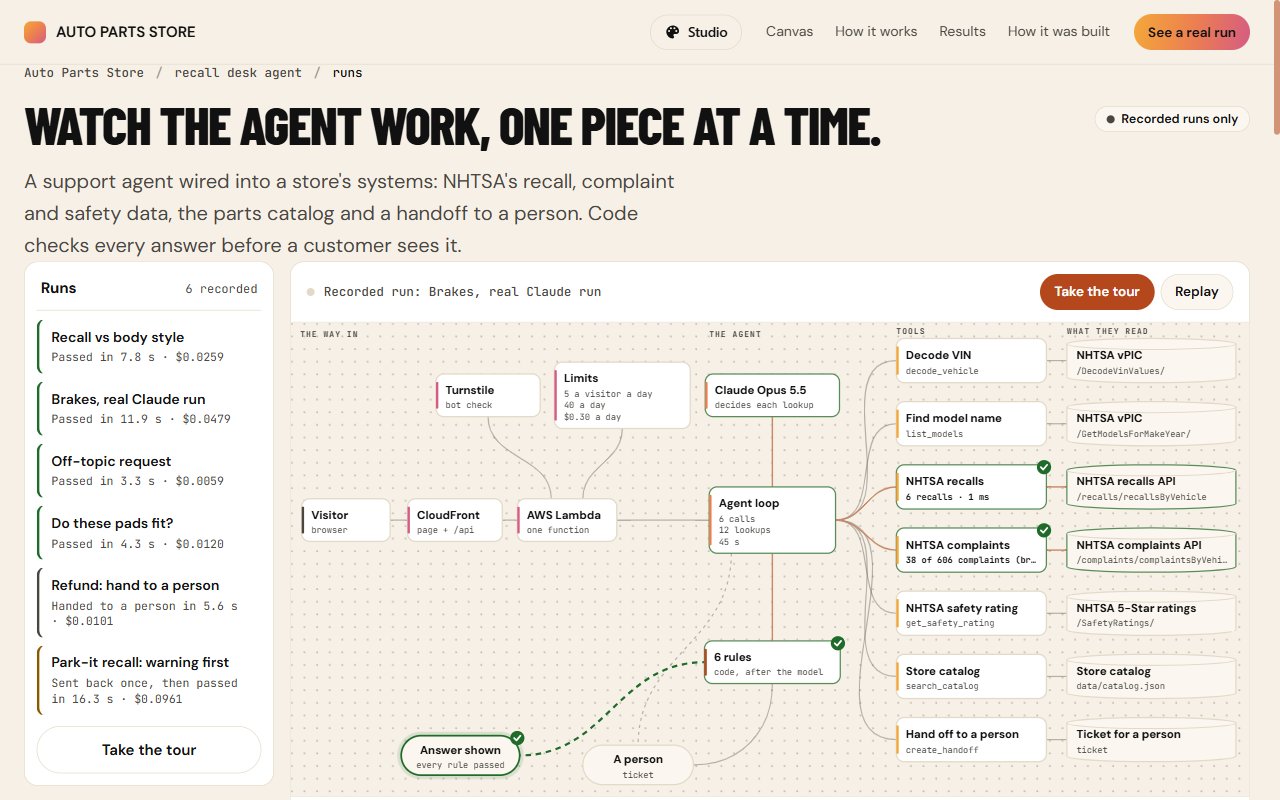 AUTO PARTS STORE
Studio
Canvas
How it works
Results
How it was built
See a real run
Auto Parts Store / recall desk agent / runs
WATCH THE AGENT WORK, ONE PIECE AT A TIME.
Recorded runs only
A support agent wired into a store's systems: NHTSA's recall, complaint
and safety data, the parts catalog and a handoff to a person. Code
checks every answer before a customer sees it.
Runs
6 recorded
Recall vs body style
Passed in 7.8 s · $0.0259
Brakes, real Claude run
Passed in 11.9 s · $0.0479
Off-topic request
Passed in 3.3 s · $0.0059
Do these pads fit?
Passed in 4.3 s · $0.0120
Refund: hand to a person
Handed to a person in 5.6 s
· $0.0101
Park-it recall: warning first
Sent back once, then passed
in 16.3 s · $0.0961
Take the tour
Recorded run: Brakes, real Claude run
Take the tour
Replay
THE WAY IN
THE AGENT
TOOLS
WHAT THEY READ
Turnstile
bot check
Limits
5 a visitor a day
40 a day
$0.30 a day
Claude Opus 5.5
decides each lookup
Visitor
browser
CloudFront
page + /api
AWS Lambda
one function
Agent loop
6 calls
12 lookups
45 s
6 rules
code, after the model
Answer shown
every rule passed
A person
ticket
Decode VIN
decode_vehicle
NHTSA vPIC
/DecodeVinValues/
Find model name
list_models
NHTSA vPIC
/GetModelsForMakeYear/
NHTSA recalls
6 recalls · 1 ms
NHTSA recalls API
/recalls/recallsByVehicle
NHTSA complaints
38 of 606 complaints (br…
NHTSA complaints API
/complaints/complaintsByVehi…
NHTSA safety rating
get_safety_rating
NHTSA 5-Star ratings
/SafetyRatings/
Store catalog
search_catalog
Store catalog
data/catalog.json
Hand off to a person
create_handoff
Ticket for a person
ticket